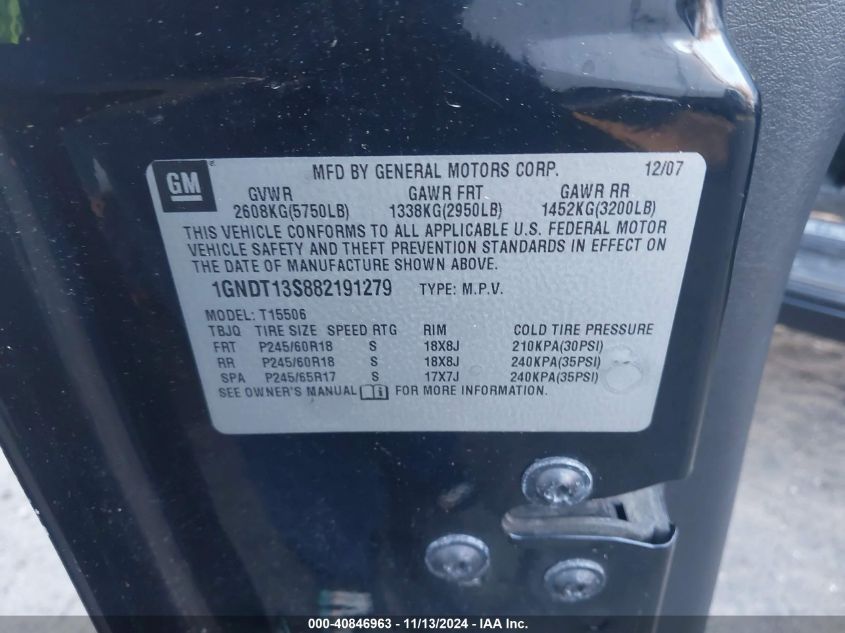 GM
MFD BY GENERAL MOTORS CORP. 12/07
GVWR GAWR FRT GAWR RR
2608KG(5750LB) 1338KG(2950LB) 1452KG(3200LB)
THIS VEHICLE CONFORMS TO ALL APPLICABLE U.S. FEDERAL MOTOR
VEHICLE SAFETY AND THEFT PREVENTION STANDARDS IN EFFECT ON
THE DATE OF MANUFACTURE SHOWN ABOVE.
1GNDT13S882191279 TYPE: M.P.V.
MODEL: T15506
TBJQ TIRE SIZE SPEED RTG RIM COLD TIRE PRESSURE
FRT P245/60R18 S 18X8J 210KPA(30PSI)
RR P245/60R18 S 18X8J 240KPA(35PSI)
SPA P245/65R17 S 17X7J 240KPA(35PSI)
SEE OWNER'S MANUAL FOR MORE INFORMATION.
000-40846963 - 11/13/2024 - IAA Inc.